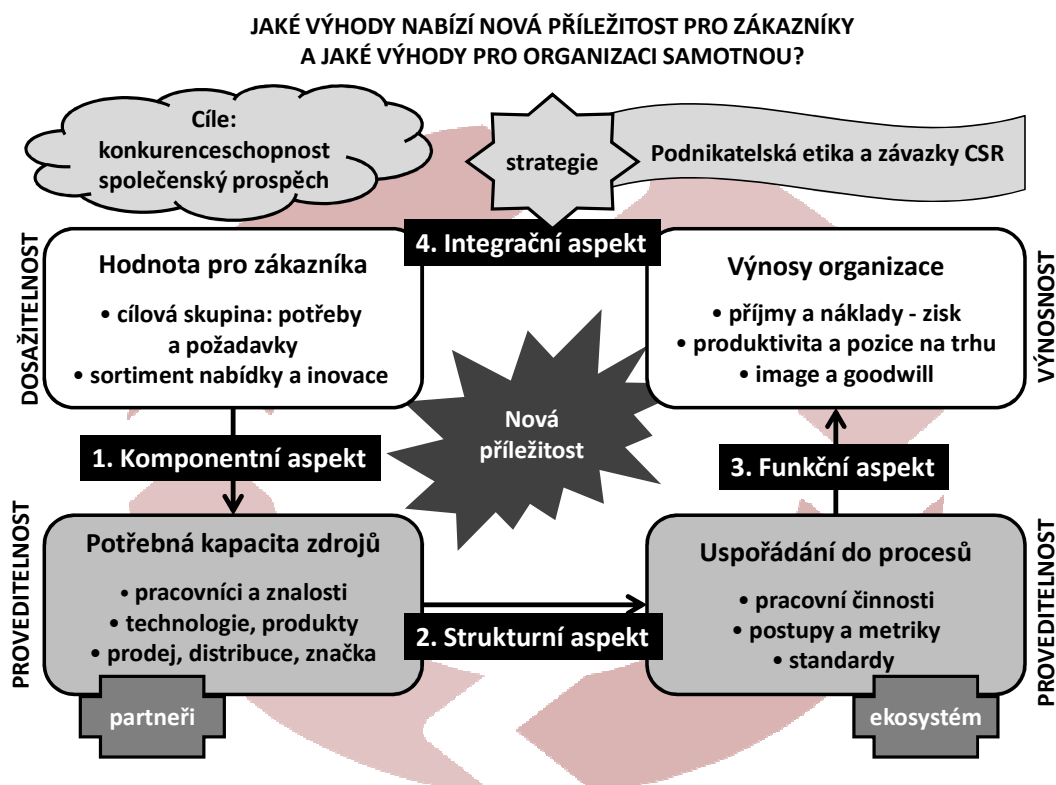 JAKÉ VÝHODY NABÍZÍ NOVÁ PŘÍLEŽITOST PRO ZÁKAZNÍKY
A JAKÉ VÝHODY PRO ORGANIZACI SAMOTNOU?
Cíle:
konkurenceschopnost
společenský prospěch
strategie
Podnikatelská etika a závazky CSR
4. Integrační aspekt
DOSAŽITELNOST
Hodnota pro zákazníka
• cílová skupina: potřeby
a požadavky
• sortiment nabídky a inovace
Výnosy organizace
• příjmy a náklady - zisk
• produktivita a pozice na trhu
• image a goodwill
VÝNOSNOST
Nová
příležitost
1. Komponentní aspekt
3. Funkční aspekt
PROVEDITELNOST
Potřebná kapacita zdrojů
• pracovníci a znalosti
• technologie, produkty
• prodej, distribuce, značka
2. Strukturní aspekt
Uspořádání do procesů
• pracovní činnosti
• postupy a metriky
• standardy
PROVEDITELNOST
partneři
ekosystém